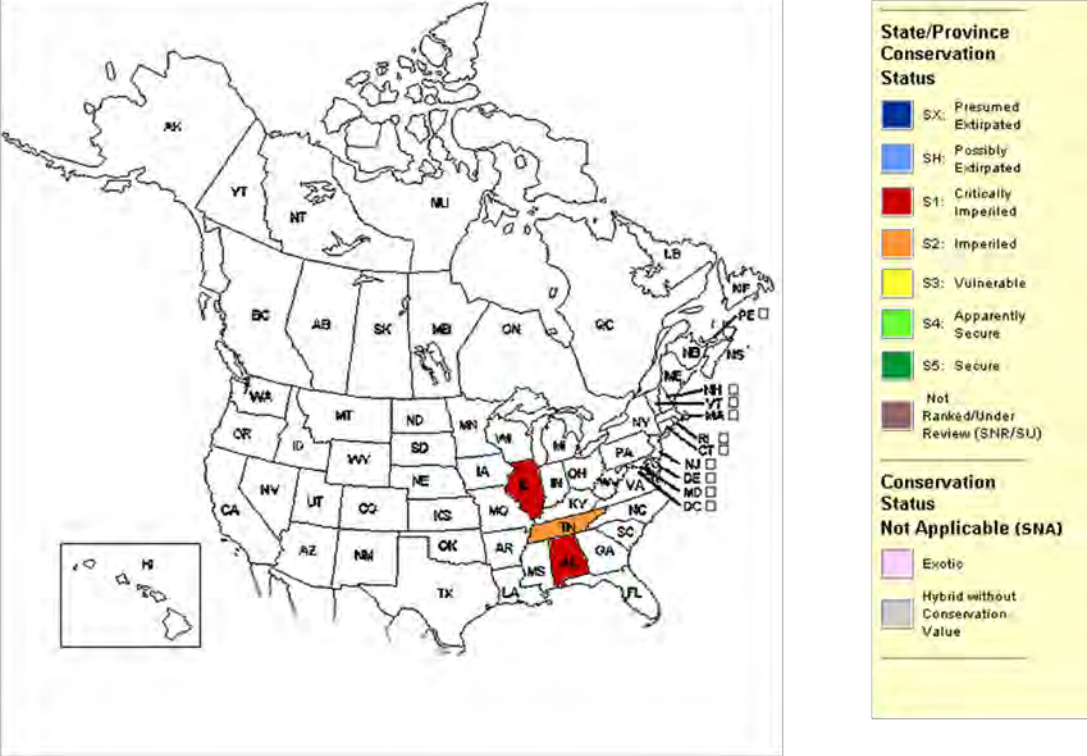 AK
YT
NT
NU
LB
NF
BC
AB
SK
MB
ON
QC
PE
NB
NS
ME
NH
VT
MA
WA
MT
ND
MN
OR
ID
SD
WI
MI
NY
RI
CT
WY
IA
PA
NJ
NE
IL
IN
OH
DE
NV
WV
VA
MD
UT
CO
KS
MO
KY
DC
CA
NC
TN
AZ
NM
OK
AR
SC
HI
MS
AL
GA
TX
LA
FL
State/Province
Conservation
Status
SX: Presumed
Extirpated
SH: Possibly
Extirpated
S1: Critically
Imperiled
S2: Imperiled
S3: Vulnerable
S4: Apparently
Secure
S5: Secure
Not
Ranked/Under
Review (SNR/SU)
Conservation
Status
Not Applicable (SNA)
Exotic
Hybrid without
Conservation
Value